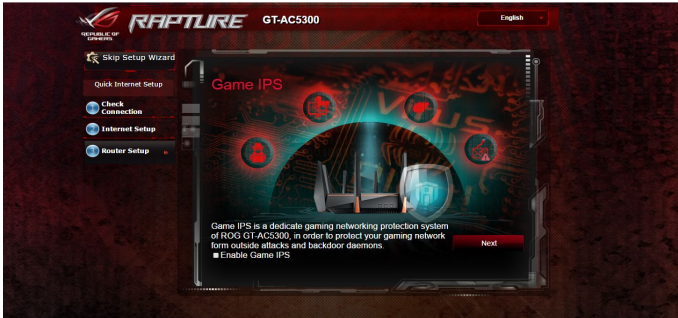 REPUBLIC OF
GAMERS
RAPTURE
GT-AC5300
English
Skip Setup Wizard
Quick Internet Setup
Check
Connection
Internet Setup
Router Setup
Game IPS
VIRUS
Game IPS is a dedicate gaming networking protection system
of ROG GT-AC5300, in order to protect your gaming network
form outside attacks and backdoor daemons.
Enable Game IPS
Next